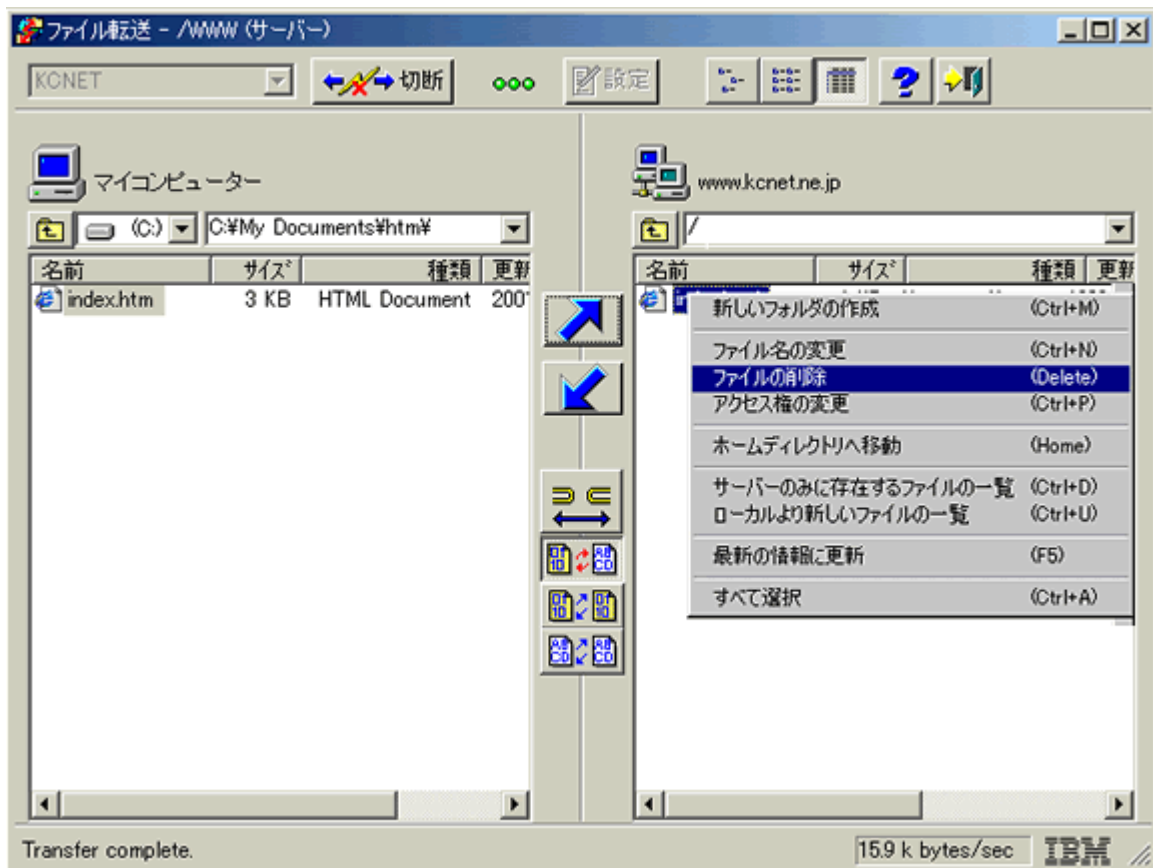 ファイル転送 - /WWW (サーバー)
KCNET
切断
設定
マイコンピューター
(C:)
C:¥My Documents¥htm¥
名前 サイズ 種類 更新
index.htm 3 KB HTML Document 200
www.kcnet.ne.jp
/
名前 サイズ 種類 更新
新しいフォルダの作成 (Ctrl+M)
ファイル名の変更 (Ctrl+N)
ファイルの削除 (Delete)
アクセス権の変更 (Ctrl+P)
ホームディレクトリへ移動 (Home)
サーバーのみに存在するファイルの一覧 (Ctrl+D)
ローカルより新しいファイルの一覧 (Ctrl+U)
最新の情報に更新 (F5)
すべて選択 (Ctrl+A)
Transfer complete.
15.9 k bytes/sec
IBM